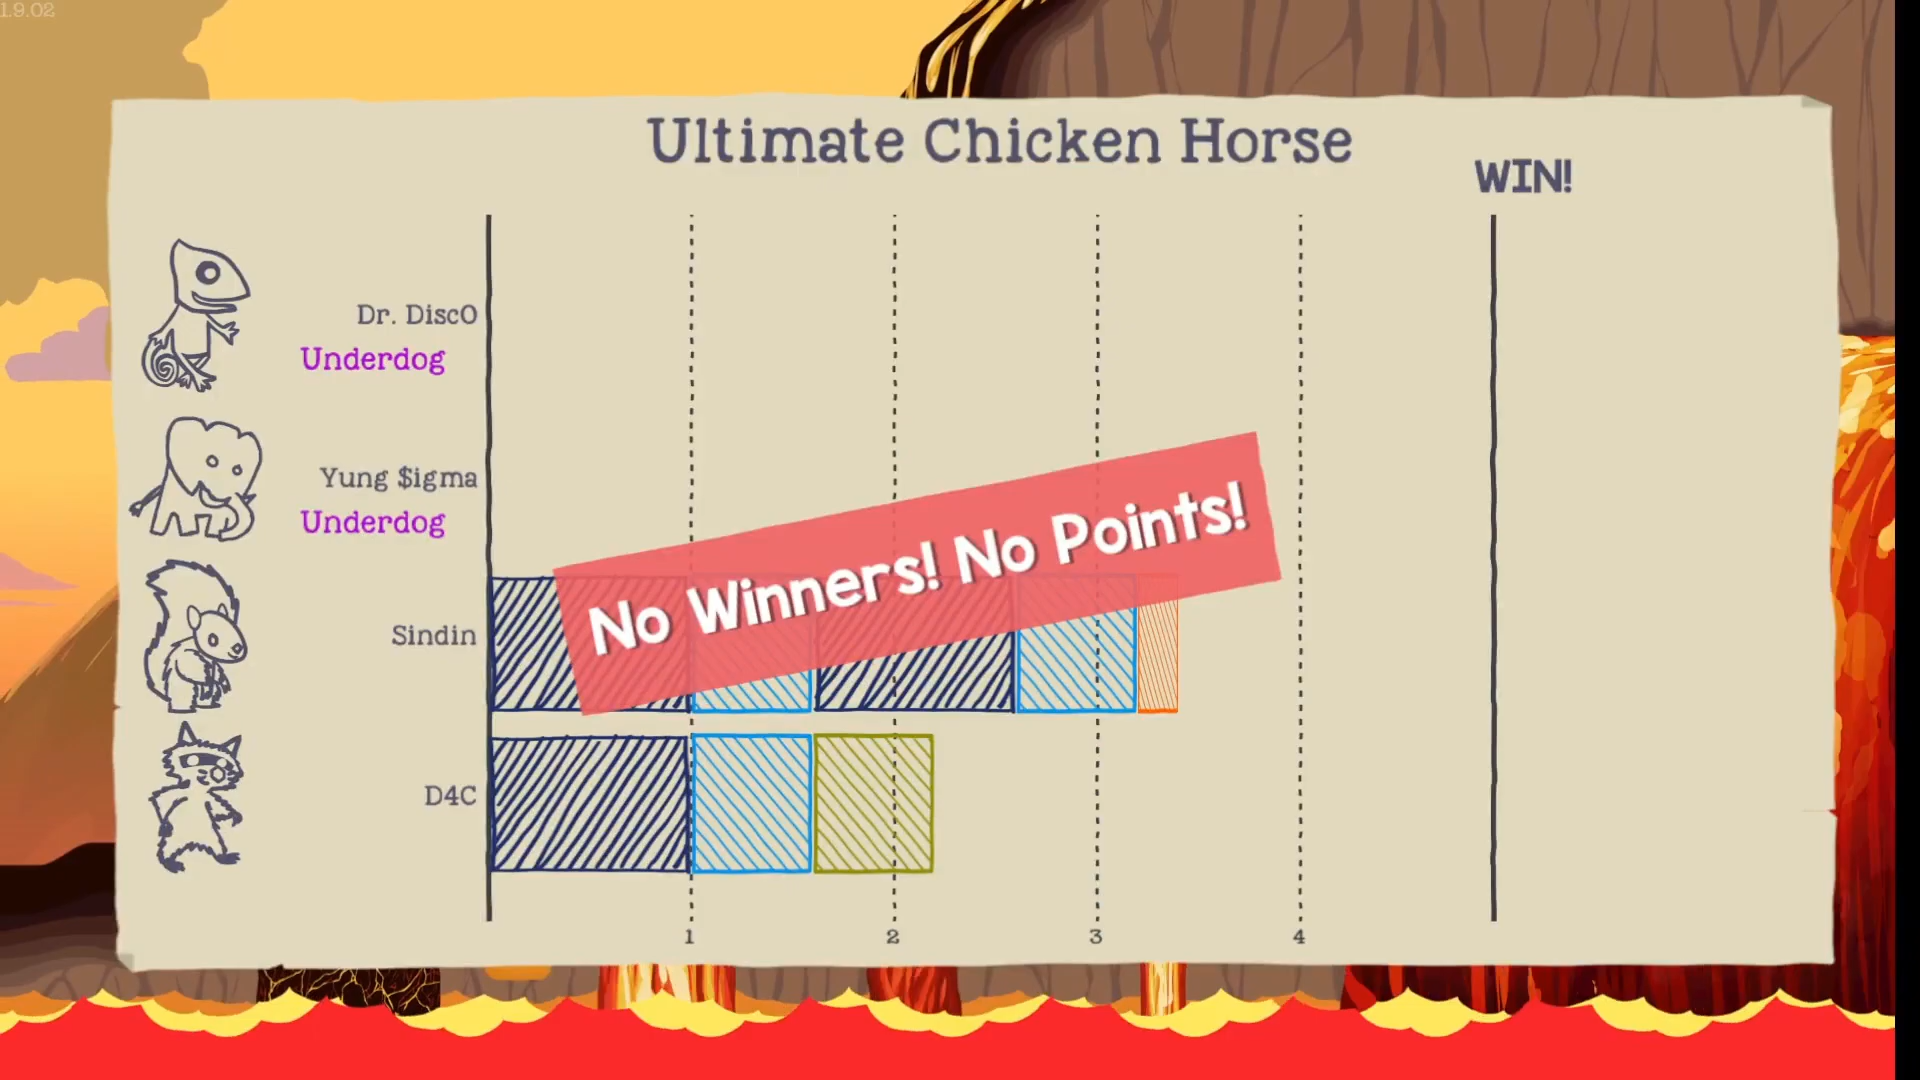 1.9.02
Ultimate Chicken Horse
WIN!
Dr. DiscO
Underdog
Yung $igma
Underdog
No Winners! No Points!
Sindin
D4C
1 2 3 4